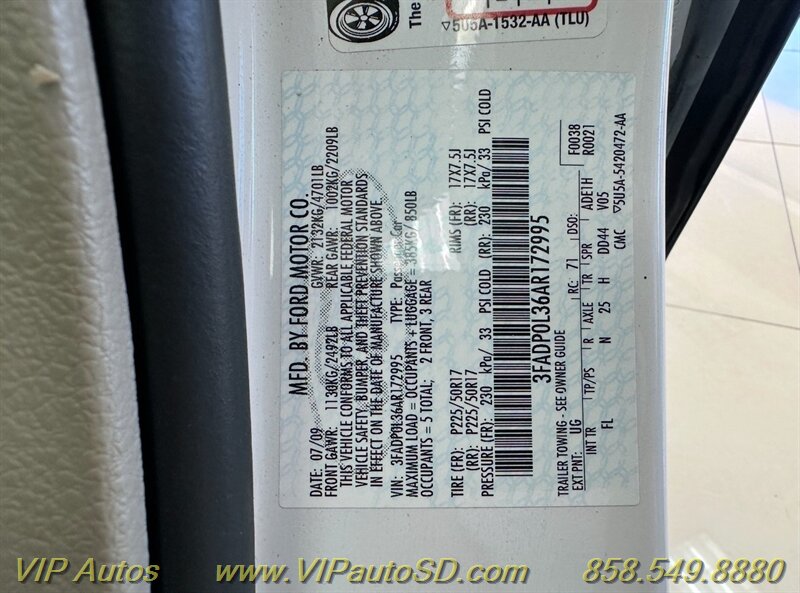 The
▽5U5A-1532-AA (TLU)
MFD. BY FORD MOTOR CO.
DATE: 07/09 GVWR: 2132KG/4701LB
FRONT GAWR: 1130KG/2492LB REAR GAWR: 1002KG/2209LB
THIS VEHICLE CONFORMS TO ALL APPLICABLE FEDERAL MOTOR
VEHICLE SAFETY, BUMPER, AND THEFT PREVENTION STANDARDS
IN EFFECT ON THE DATE OF MANUFACTURE SHOWN ABOVE.
VIN: 3FADP0L36AR172995 TYPE: Passenger Car
MAXIMUM LOAD = OCCUPANTS + LUGGAGE = 385KG/ 850LB
OCCUPANTS = 5 TOTAL; 2 FRONT, 3 REAR
TIRE (FR): P225/50R17 RIMS (FR): 17X7.5J
(RR): P225/50R17 (RR): 17X7.5J
PRESSURE (FR): 230 kPa/ 33 PSI COLD (RR): 230 kPa/ 33 PSI COLD
3FADP0L36AR172995
TRAILER TOWING - SEE OWNER GUIDE F0038
EXT PNT: UG RC: 71 DSO: R0021
INT TR TP/PS R AXLE TR SPR ADE1H
FL N 25 H DD44 V05
CMC ▽5U5A-5420472-AA
VIP Autos www.VIPautoSD.com 858.549.8880